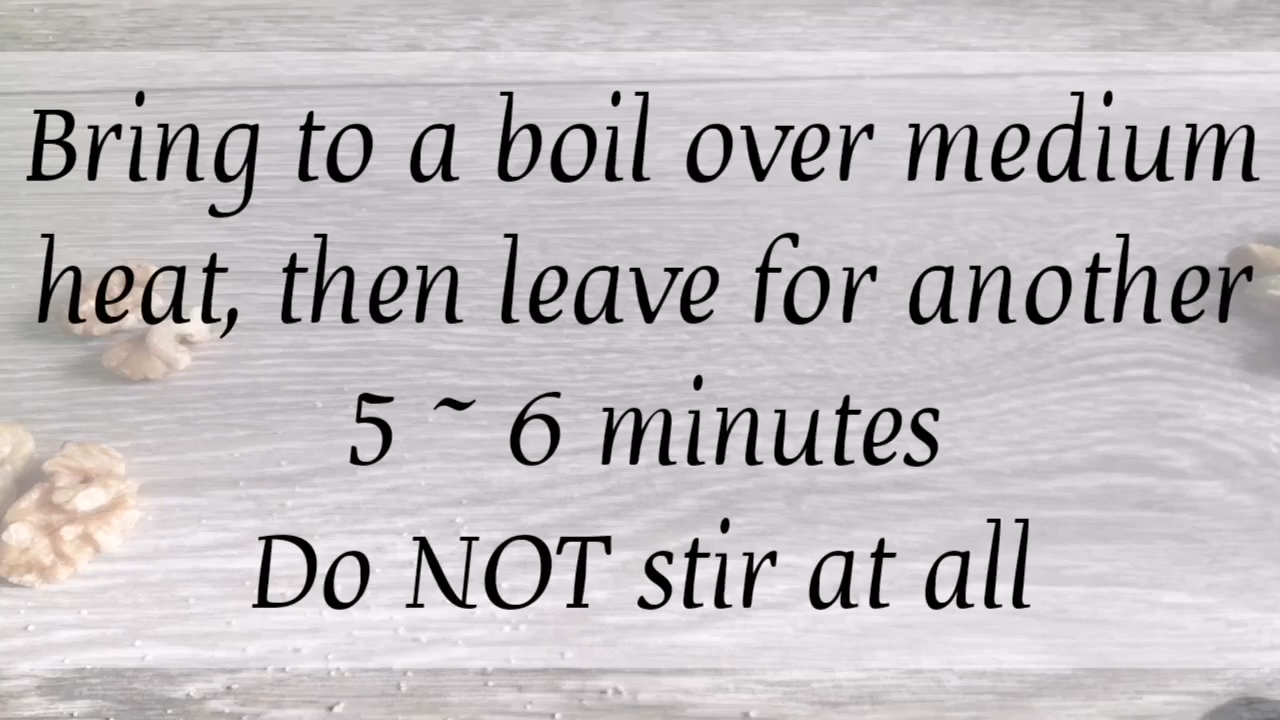 Bring to a boil over medium
heat, then leave for another
5 ~ 6 minutes
Do NOT stir at all